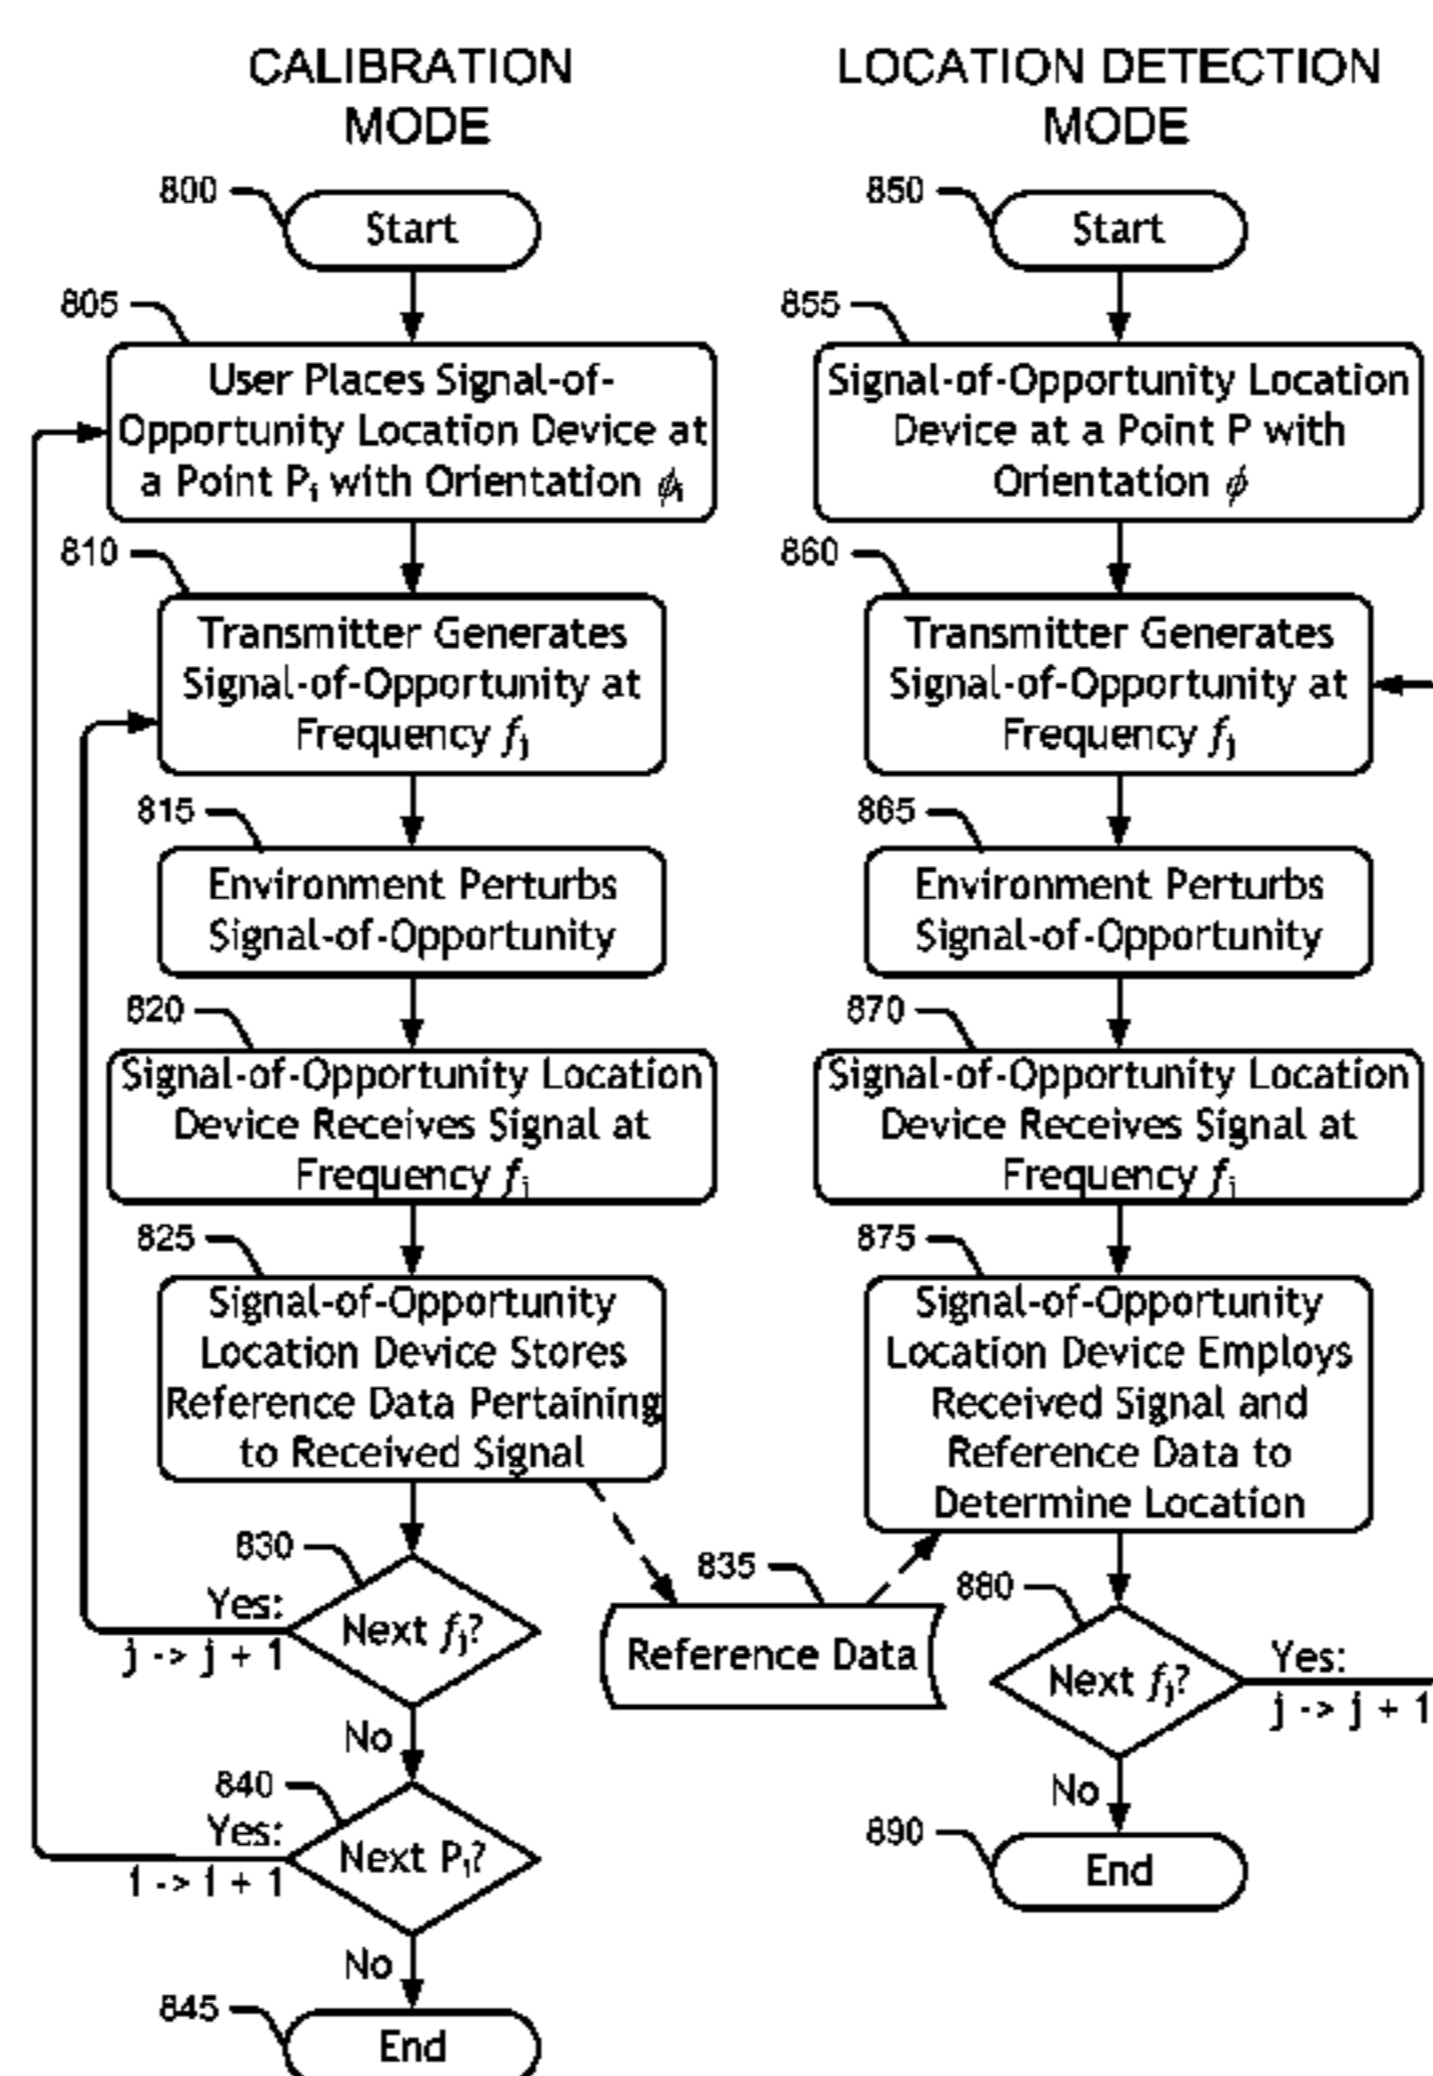 CALIBRATION
MODE
800
Start
805
User Places Signal-of-
Opportunity Location Device at
a Point Pi with Orientation ϕi
810
Transmitter Generates
Signal-of-Opportunity at
Frequency fj
815
Environment Perturbs
Signal-of-Opportunity
820
Signal-of-Opportunity Location
Device Receives Signal at
Frequency fj
825
Signal-of-Opportunity
Location Device Stores
Reference Data Pertaining
to Received Signal
830
Next fj?
Yes:
j -> j + 1
No
840
Next Pi?
Yes:
i -> i + 1
No
845
End
835
Reference Data
LOCATION DETECTION
MODE
850
Start
855
Signal-of-Opportunity Location
Device at a Point P with
Orientation ϕ
860
Transmitter Generates
Signal-of-Opportunity at
Frequency fj
865
Environment Perturbs
Signal-of-Opportunity
870
Signal-of-Opportunity Location
Device Receives Signal at
Frequency fj
875
Signal-of-Opportunity
Location Device Employs
Received Signal and
Reference Data to
Determine Location
880
Next fj?
Yes:
j -> j + 1
No
890
End